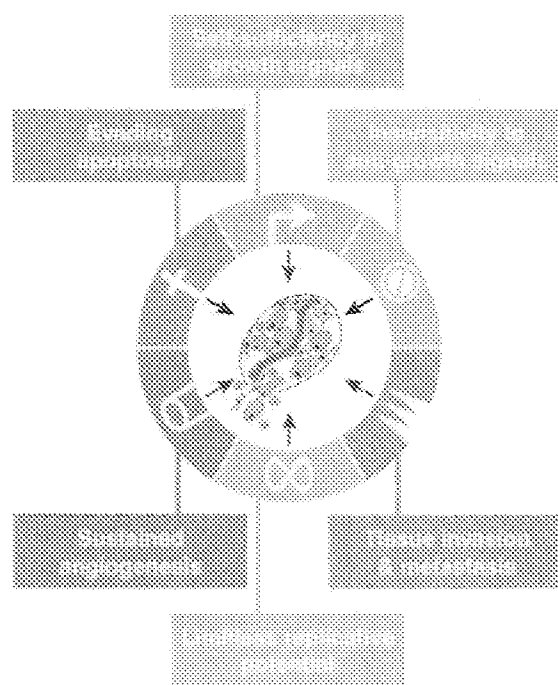 Self-sufficiency in
growth signals
Evading
apoptosis
Insensitivity to
anti-growth signals
Sustained
angiogenesis
Tissue invasion
& metastasis
Limitless replicative
potential